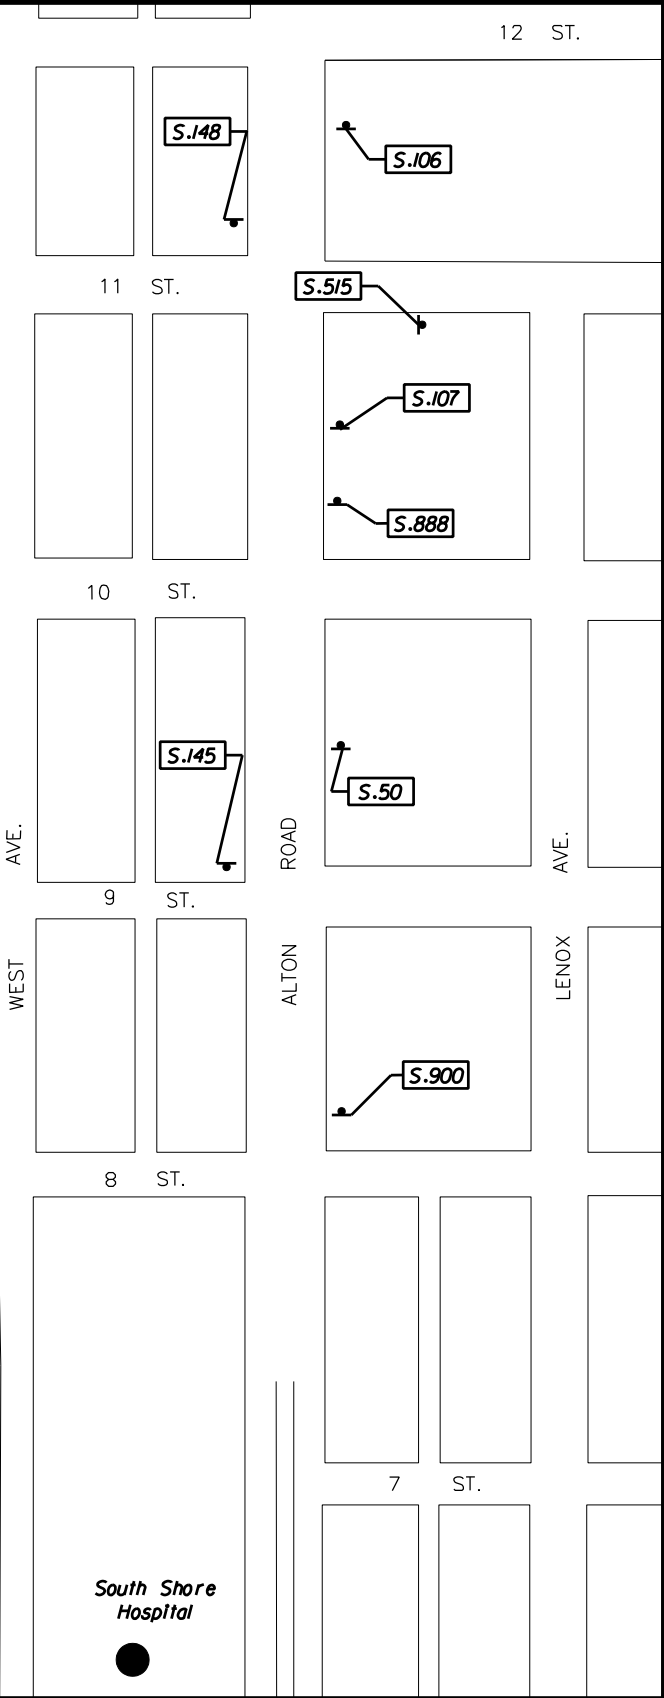 12 ST.
S.148
S.106
11 ST.
S.515
S.107
S.888
10 ST.
S.145
S.50
WEST AVE.
ALTON ROAD
LENOX AVE.
9 ST.
S.900
8 ST.
7 ST.
South Shore
Hospital